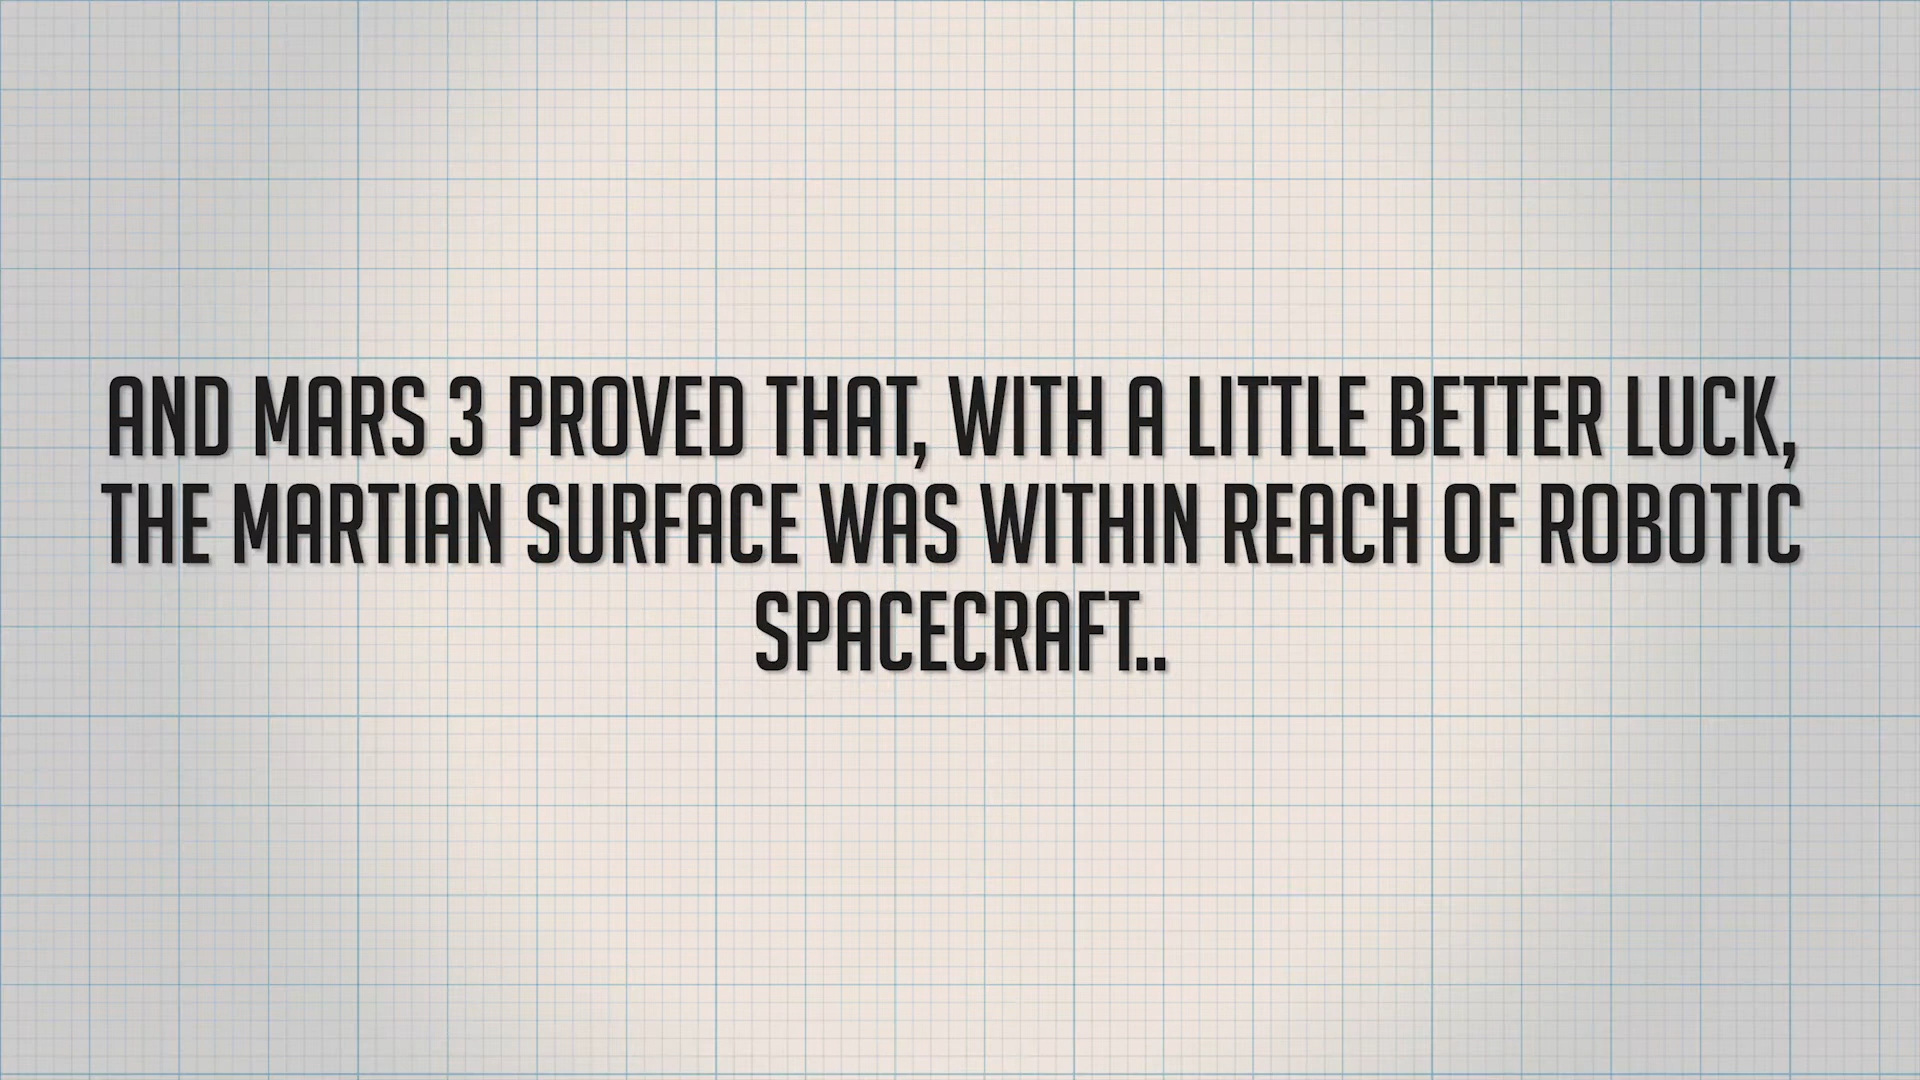 AND MARS 3 PROVED THAT, WITH A LITTLE BETTER LUCK,
THE MARTIAN SURFACE WAS WITHIN REACH OF ROBOTIC
SPACECRAFT..